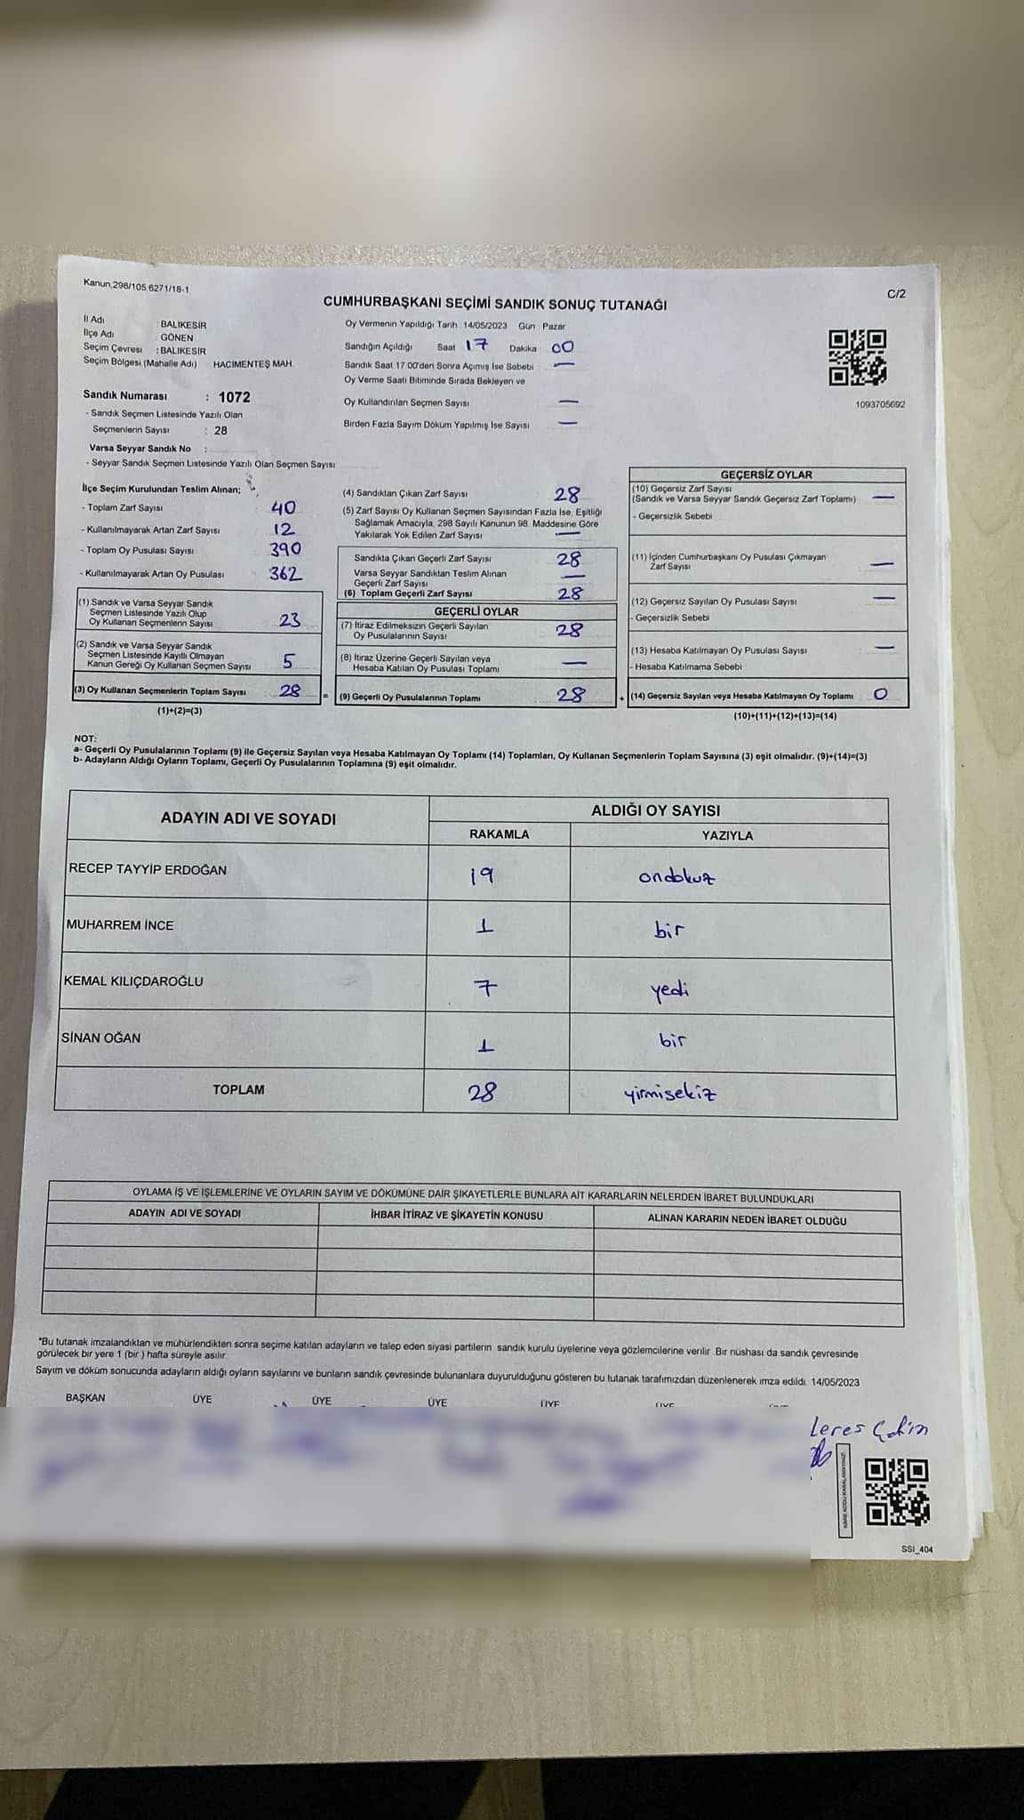 Kanun,298/105 6271/18-1
C/2
CUMHURBAŞKANI SEÇİMİ SANDIK SONUÇ TUTANAĞI
İl Adı : BALIKESİR
İlçe Adı : GÖNEN
Seçim Çevresi : BALIKESİR
Seçim Bölgesi (Mahalle Adı) HACIMENTEŞ MAH
Sandık Numarası : 1072
- Sandık Seçmen Listesinde Yazılı Olan
Seçmenlerin Sayısı : 28
Varsa Seyyar Sandık No :
- Seyyar Sandık Seçmen Listesinde Yazılı Olan Seçmen Sayısı
Oy Vermenin Yapıldığı Tarih 14/05/2023 Gün Pazar
Sandığın Açıldığı Saat 17 Dakika 00
Sandık Saat 17 00'den Sonra Açımış İse Sebebi —
Oy Verme Saati Bitiminde Sırada Bekleyen ve
Oy Kullandırılan Seçmen Sayısı —
Birden Fazla Sayım Döküm Yapılmış İse Sayısı —
1093705692
İlçe Seçim Kurulundan Teslim Alınan;
- Toplam Zarf Sayısı 40
- Kullanılmayarak Artan Zarf Sayısı 12
- Toplam Oy Pusulası Sayısı 390
- Kullanılmayarak Artan Oy Pusulası 362
(1) Sandık ve Varsa Seyyar Sandık
Seçmen Listesinde Yazılı Olup
Oy Kullanan Seçmenlerin Sayısı 23
(2) Sandık ve Varsa Seyyar Sandık
Seçmen Listesinde Kayıtlı Olmayan
Kanun Gereği Oy Kullanan Seçmen Sayısı 5
(3) Oy Kullanan Seçmenlerin Toplam Sayısı 28
(1)+(2)=(3)
(4) Sandıktan Çıkan Zarf Sayısı 28
(5) Zarf Sayısı Oy Kullanan Seçmen Sayısından Fazla İse, Eşitliği
Sağlamak Amacıyla, 298 Sayılı Kanunun 98. Maddesine Göre
Yakılarak Yok Edilen Zarf Sayısı —
Sandıkta Çıkan Geçerli Zarf Sayısı 28
Varsa Seyyar Sandıktan Teslim Alınan
Geçerli Zarf Sayısı —
(6) Toplam Geçerli Zarf Sayısı 28
GEÇERLİ OYLAR
(7) İtiraz Edilmeksizin Geçerli Sayılan
Oy Pusulalarının Sayısı 28
(8) İtiraz Üzerine Geçerli Sayılan veya
Hesaba Katılan Oy Pusulası Toplamı —
= (9) Geçerli Oy Pusulalarının Toplamı 28
GEÇERSİZ OYLAR
(10) Geçersiz Zarf Sayısı
(Sandık ve Varsa Seyyar Sandık Geçersiz Zarf Toplamı) —
- Geçersizlik Sebebi
(11) İçinden Cumhurbaşkanı Oy Pusulası Çıkmayan
Zarf Sayısı —
(12) Geçersiz Sayılan Oy Pusulası Sayısı —
- Geçersizlik Sebebi
(13) Hesaba Katılmayan Oy Pusulası Sayısı —
- Hesaba Katılmama Sebebi
+ (14) Geçersiz Sayılan veya Hesaba Katılmayan Oy Toplamı 0
(10)+(11)+(12)+(13)=(14)
NOT:
a- Geçerli Oy Pusulalarının Toplamı (9) ile Geçersiz Sayılan veya Hesaba Katılmayan Oy Toplamı (14) Toplamları, Oy Kullanan Seçmenlerin Toplam Sayısına (3) eşit olmalıdır. (9)+(14)=(3)
b- Adayların Aldığı Oyların Toplamı, Geçerli Oy Pusulalarının Toplamına (9) eşit olmalıdır.
ADAYIN ADI VE SOYADI ALDIĞI OY SAYISI
RAKAMLA YAZIYLA
RECEP TAYYİP ERDOĞAN 19 ondokuz
MUHARREM İNCE 1 bir
KEMAL KILIÇDAROĞLU 7 yedi
SİNAN OĞAN 1 bir
TOPLAM 28 yirmisekiz
OYLAMA İŞ VE İŞLEMLERİNE VE OYLARIN SAYIM VE DÖKÜMÜNE DAİR ŞİKAYETLERLE BUNLARA AİT KARARLARIN NELERDEN İBARET BULUNDUKLARI
ADAYIN ADI VE SOYADI İHBAR İTİRAZ VE ŞİKAYETİN KONUSU ALINAN KARARIN NEDEN İBARET OLDUĞU
*Bu tutanak imzalandıktan ve mühürlendikten sonra seçime katılan adayların ve talep eden siyasi partilerin sandık kurulu üyelerine veya gözlemcilerine verilir. Bir nüshası da sandık çevresinde
görülecek bir yere 1 (bir ) hafta süreyle asılır
Sayım ve döküm sonucunda adayların aldığı oyların sayılarını ve bunların sandık çevresinde bulunanlara duyurulduğunu gösteren bu tutanak tarafımızdan düzenlenerek imza edildi. 14/05/2023
BAŞKAN ÜYE ÜYE ÜYE ÜYE ÜYE
SSI_404